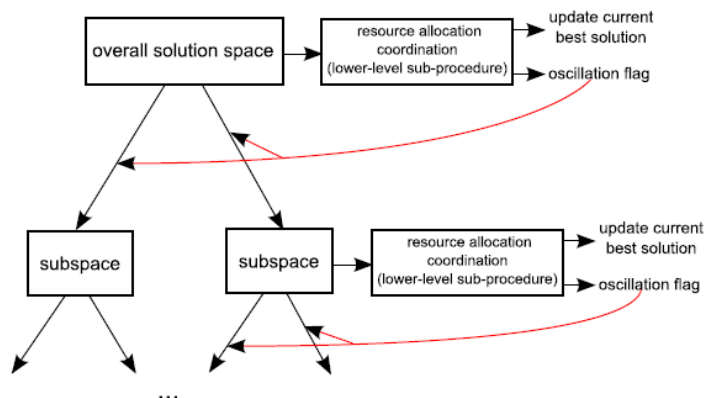 overall solution space
resource allocation
coordination
(lower-level sub-procedure)
update current
best solution
oscillation flag
subspace
subspace
resource allocation
coordination
(lower-level sub-procedure)
update current
best solution
oscillation flag
...